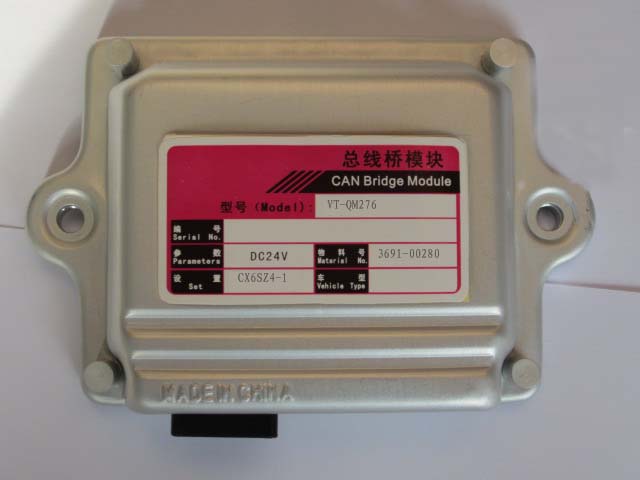 总线桥模块
CAN Bridge Module
型号 (Model): VT-QM276
编 号
Serial No.
参 数 DC24V 物 料 号 3691-00280
Parameters Material No.
设 置 CX6SZ4-1 车 型
Set Vehicle Type
MADE IN CHINA